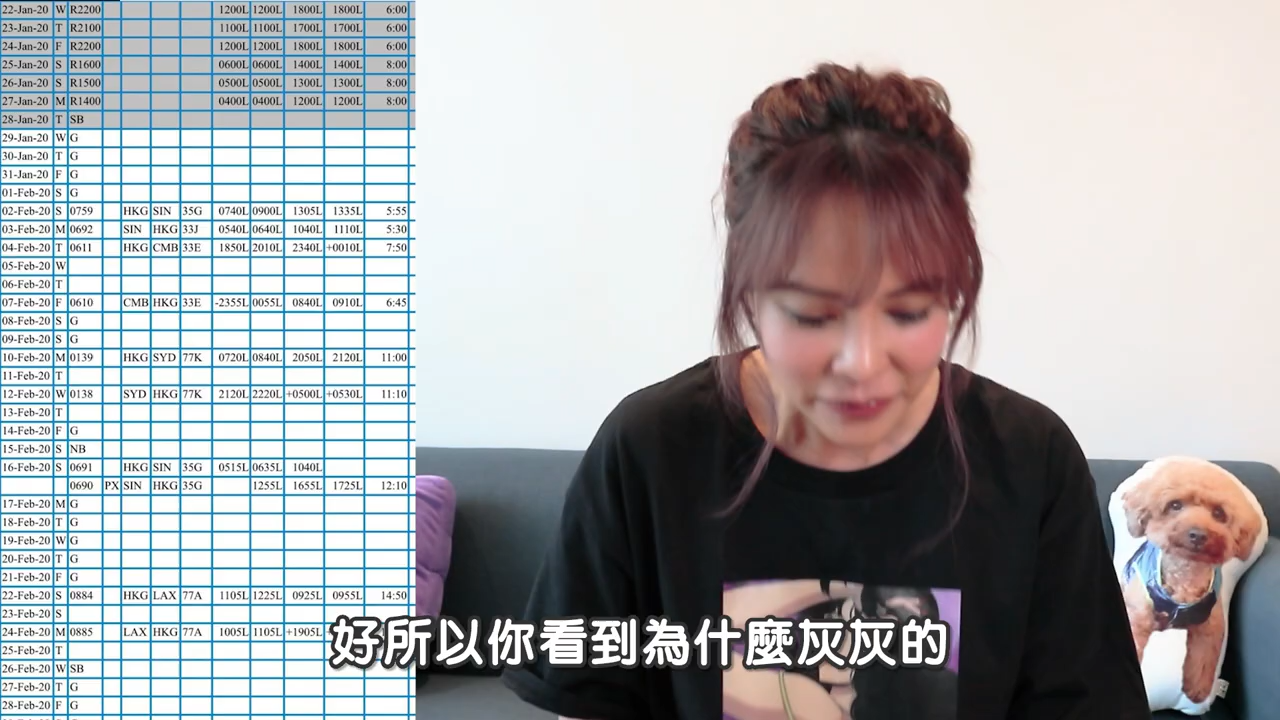 22-Jan-20 W R2200 1200L 1200L 1800L 1800L 6:00
23-Jan-20 T R2100 1100L 1100L 1700L 1700L 6:00
24-Jan-20 F R2200 1200L 1200L 1800L 1800L 6:00
25-Jan-20 S R1600 0600L 0600L 1400L 1400L 8:00
26-Jan-20 S R1500 0500L 0500L 1300L 1300L 8:00
27-Jan-20 M R1400 0400L 0400L 1200L 1200L 8:00
28-Jan-20 T SB
29-Jan-20 W G
30-Jan-20 T G
31-Jan-20 F G
01-Feb-20 S G
02-Feb-20 S 0759 HKG SIN 35G 0740L 0900L 1305L 1335L 5:55
03-Feb-20 M 0692 SIN HKG 33J 0540L 0640L 1040L 1110L 5:30
04-Feb-20 T 0611 HKG CMB 33E 1850L 2010L 2340L +0010L 7:50
05-Feb-20 W
06-Feb-20 T
07-Feb-20 F 0610 CMB HKG 33E -2355L 0055L 0840L 0910L 6:45
08-Feb-20 S G
09-Feb-20 S G
10-Feb-20 M 0139 HKG SYD 77K 0720L 0840L 2050L 2120L 11:00
11-Feb-20 T
12-Feb-20 W 0138 SYD HKG 77K 2120L 2220L +0500L +0530L 11:10
13-Feb-20 T
14-Feb-20 F G
15-Feb-20 S NB
16-Feb-20 S 0691 HKG SIN 35G 0515L 0635L 1040L
0690 PX SIN HKG 35G 1255L 1655L 1725L 12:10
17-Feb-20 M G
18-Feb-20 T G
19-Feb-20 W G
20-Feb-20 T G
21-Feb-20 F G
22-Feb-20 S 0884 HKG LAX 77A 1105L 1225L 0925L 0955L 14:50
23-Feb-20 S
24-Feb-20 M 0885 LAX HKG 77A 1005L 1105L +1905L
25-Feb-20 T
26-Feb-20 W SB
27-Feb-20 T G
28-Feb-20 F G
好所以你看到為什麼灰灰的